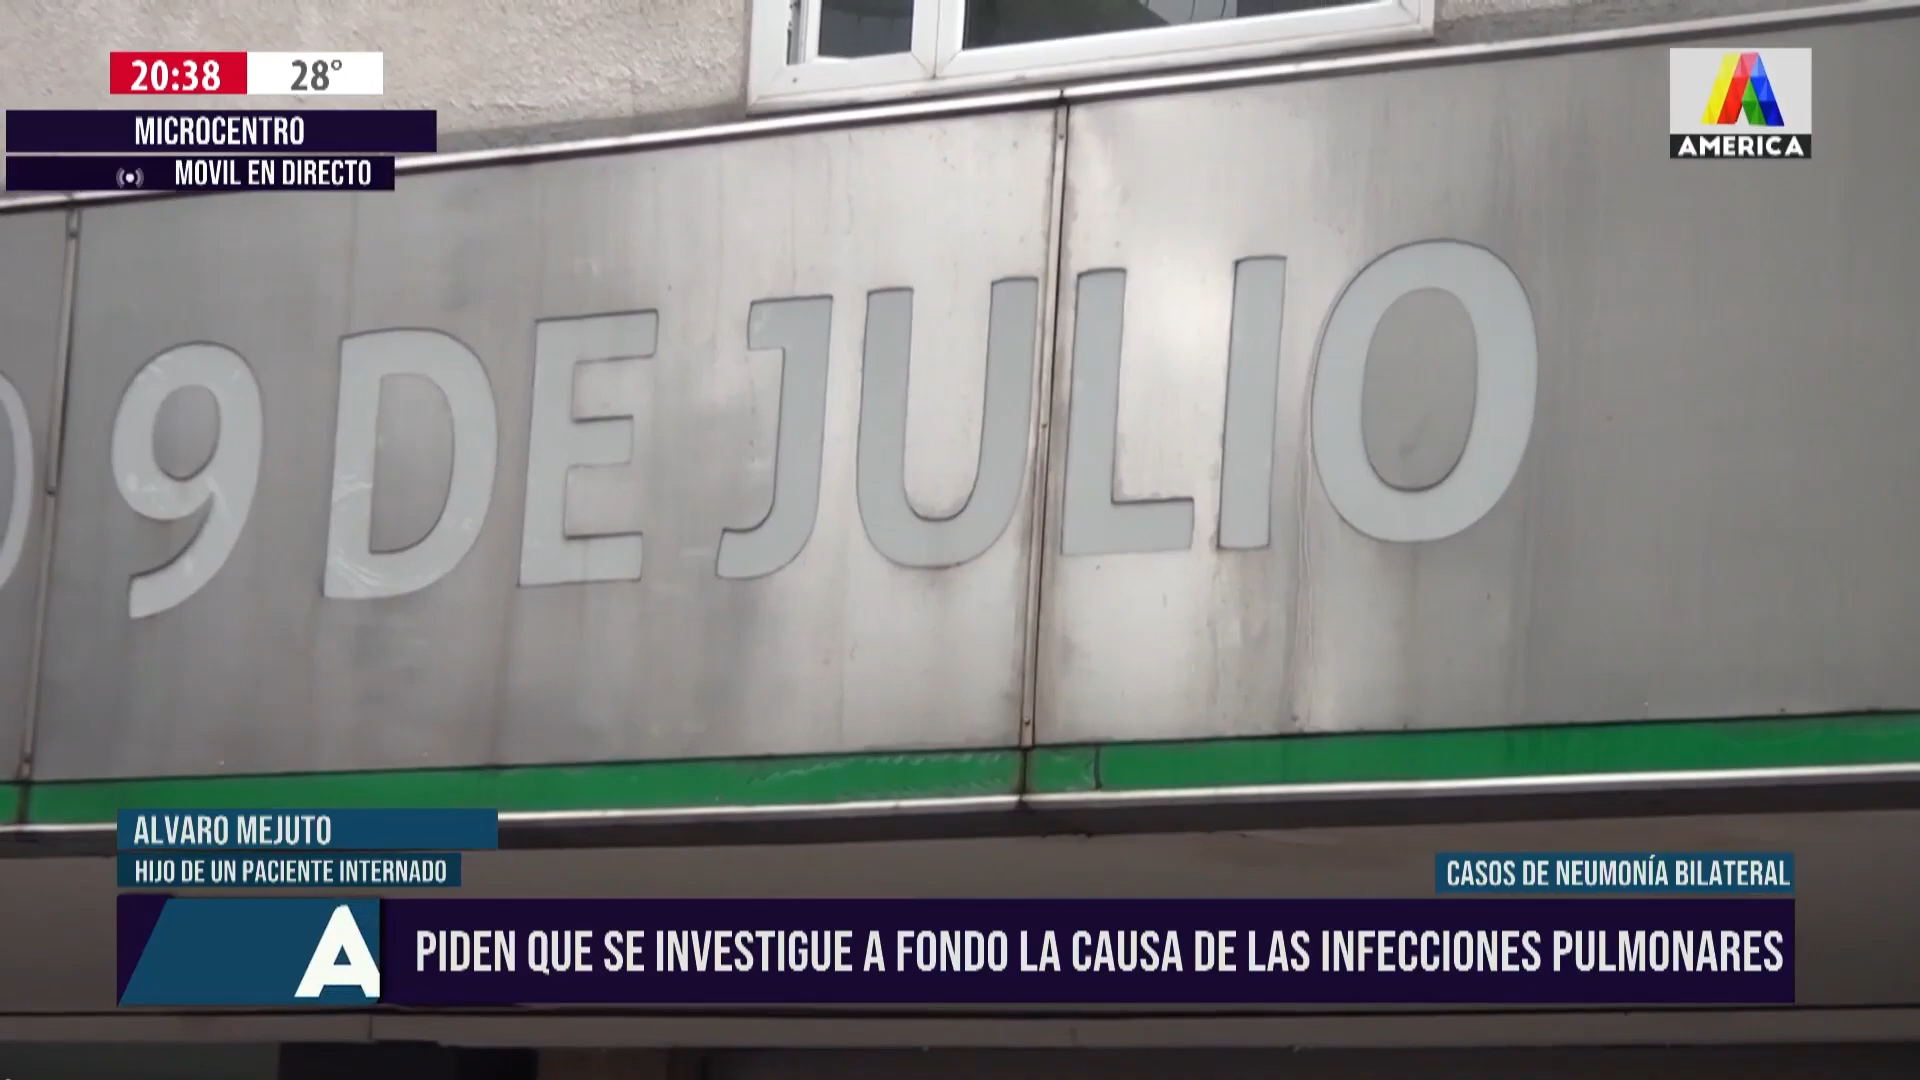 20:38 28°
MICROCENTRO
MOVIL EN DIRECTO
AMERICA
9 DE JULIO
ALVARO MEJUTO
HIJO DE UN PACIENTE INTERNADO
CASOS DE NEUMONÍA BILATERAL
A PIDEN QUE SE INVESTIGUE A FONDO LA CAUSA DE LAS INFECCIONES PULMONARES